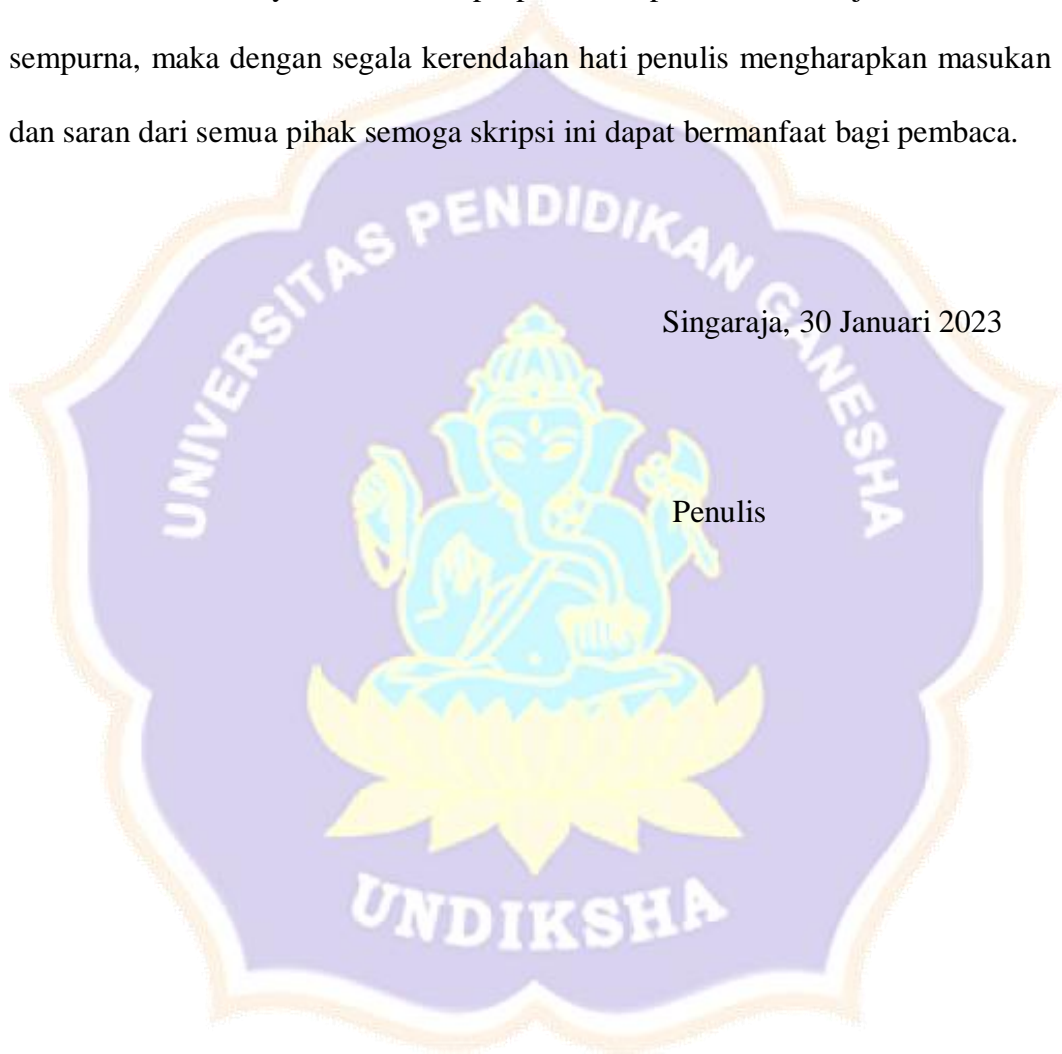 sempurna, maka dengan segala kerendahan hati penulis mengharapkan masukan
dan saran dari semua pihak semoga skripsi ini dapat bermanfaat bagi pembaca.
UNIVERSITAS PENDIDIKAN GANESHA
Singaraja, 30 Januari 2023
Penulis
UNDIKSHA